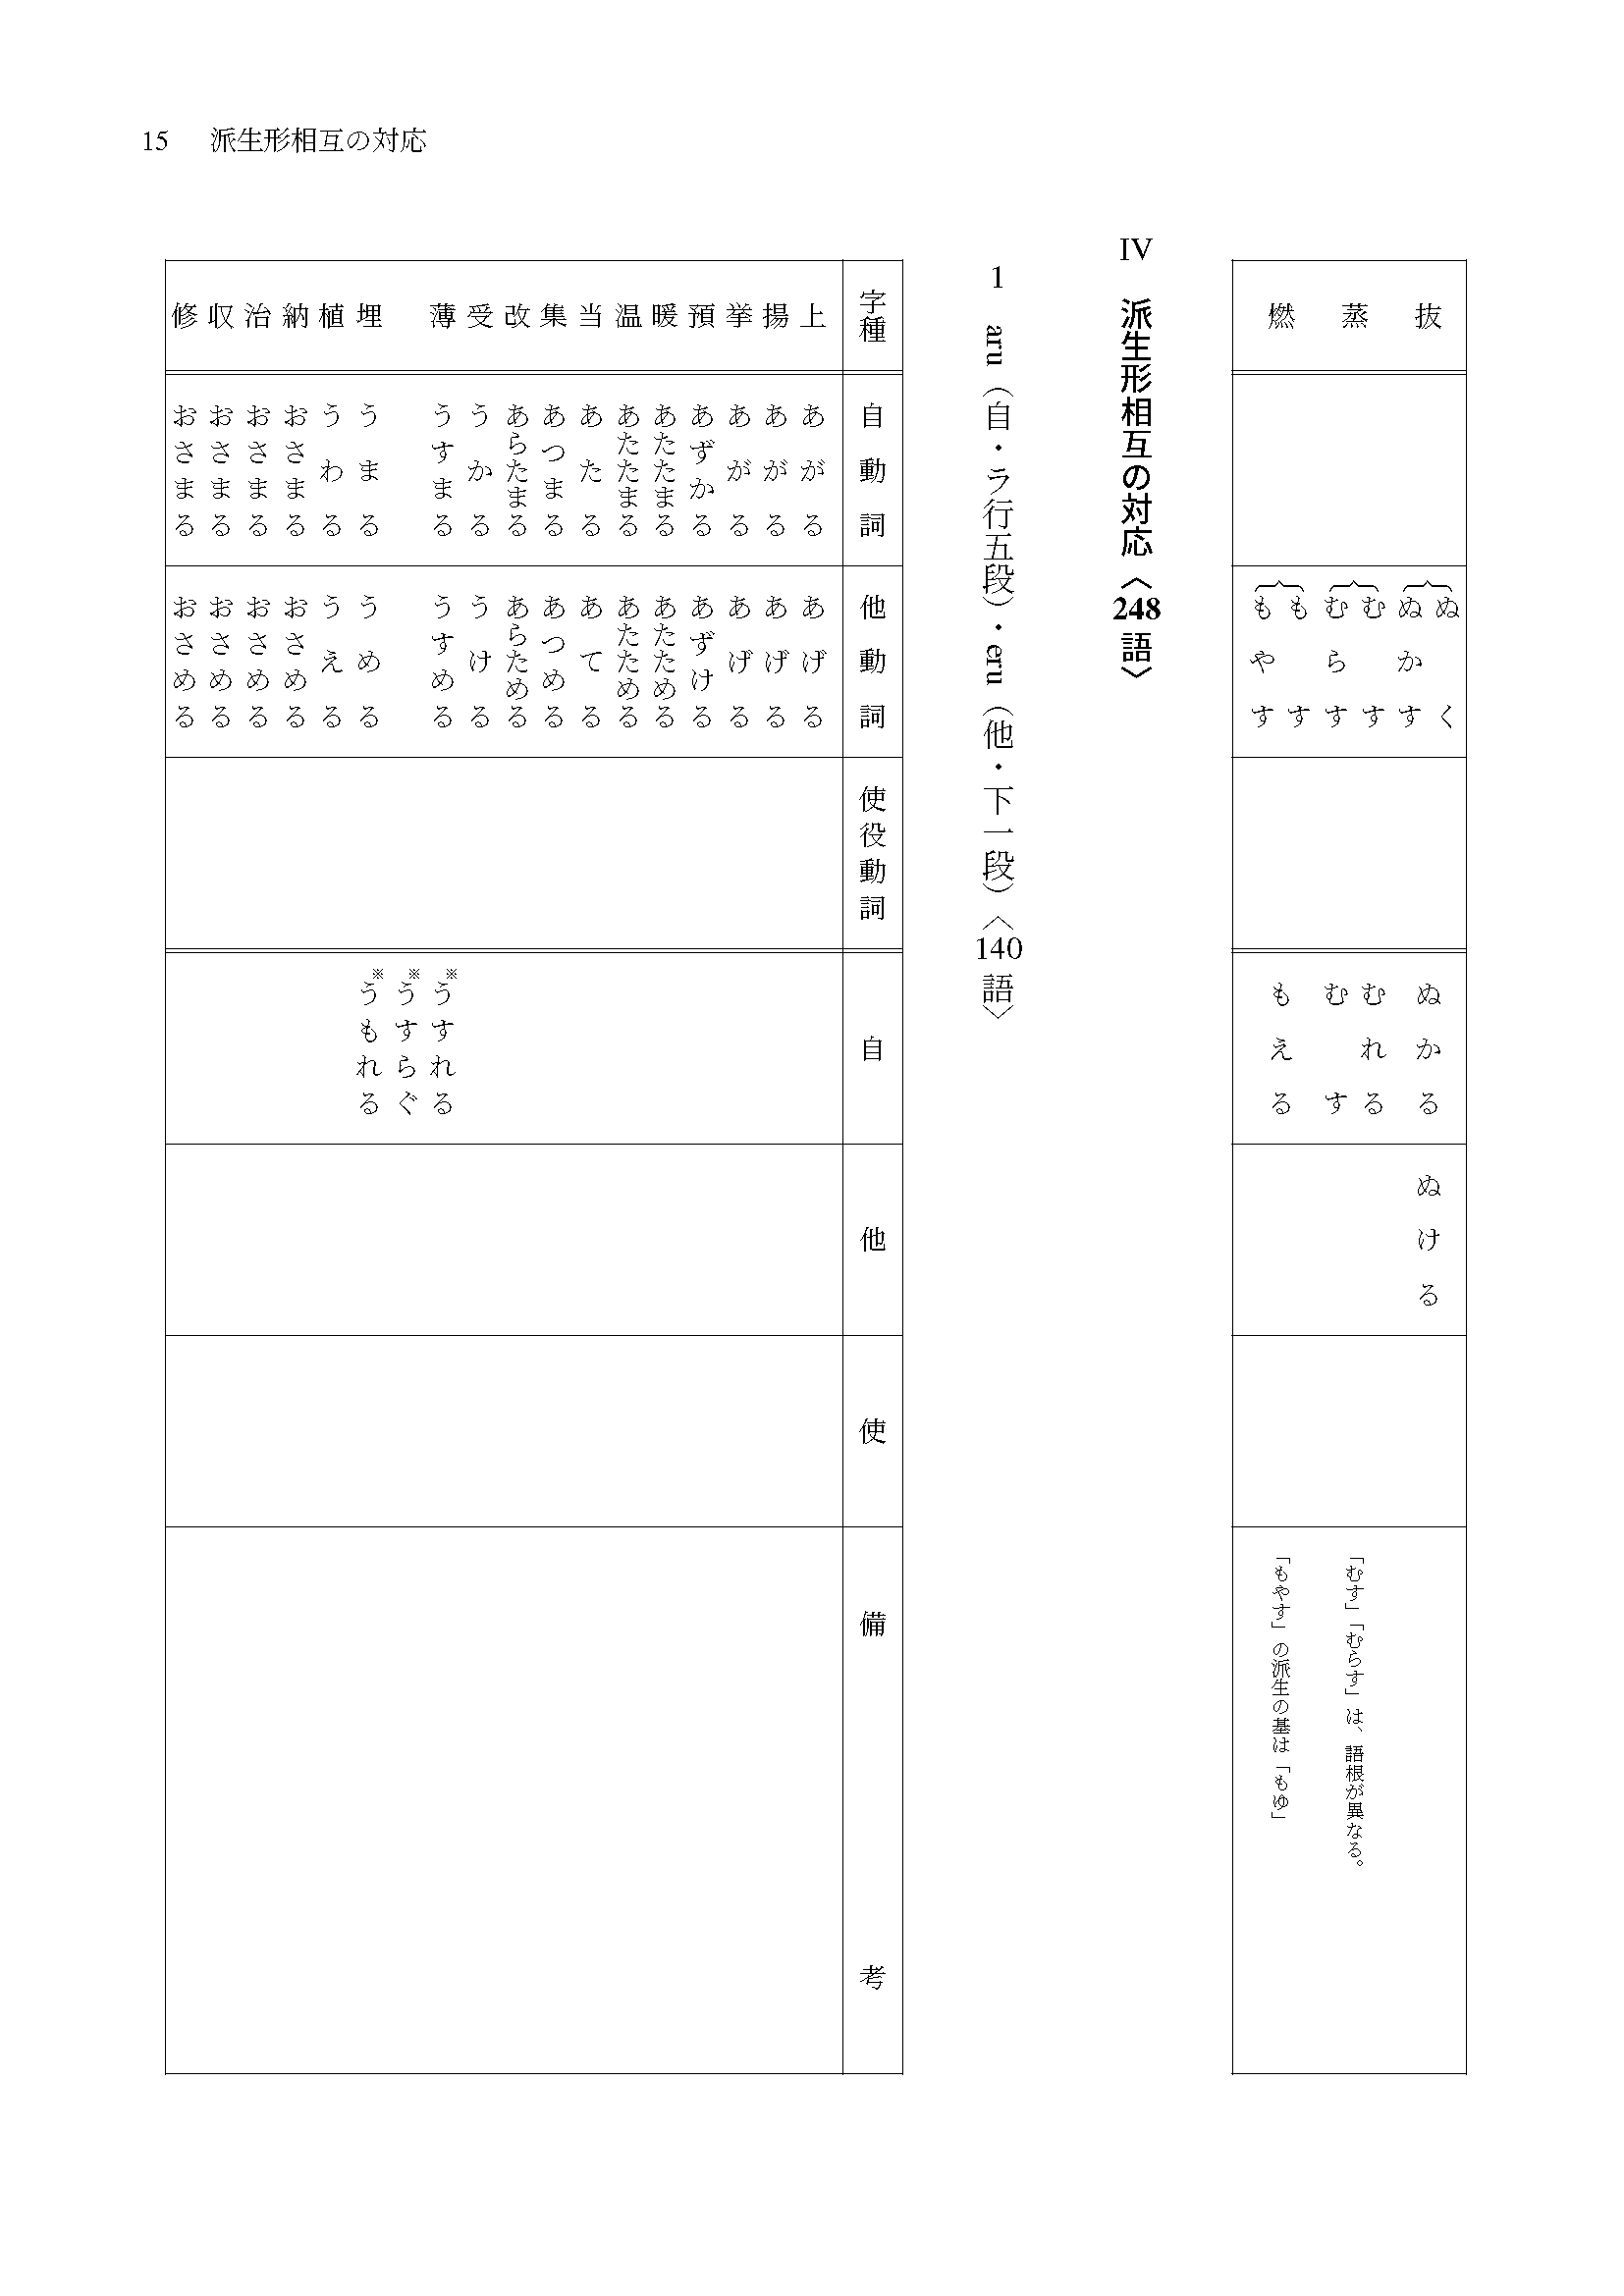 15 派生形相互の対応
抜 ぬく ぬかす ぬかる ぬける
蒸 むす むらす むれる むす 「むす」「むらす」は、語根が異なる。
燃 もす もやす もえる 「もやす」の派生の基は「もゆ」
IV 派生形相互の対応〈248語〉
1 aru（自・ラ行五段）・eru（他・下一段）〈140語〉
字種 自動詞 他動詞 使役動詞 自 他 使 備考
上 あがる あげる
揚 あがる あげる
挙 あがる あげる
預 あずかる あずける
暖 あたたまる あたためる
温 あたたまる あたためる
当 あたる あてる
集 あつまる あつめる
改 あらたまる あらためる
受 うかる うける
薄 うすまる うすめる ※うすれる
※うすらぐ
埋 うまる うめる ※うもれる
植 うわる うえる
納 おさまる おさめる
治 おさまる おさめる
収 おさまる おさめる
修 おさまる おさめる